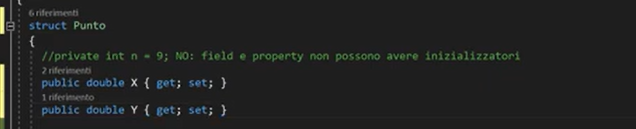 {
6 riferimenti
struct Punto
{
//private int n = 9; NO: field e property non possono avere inizializzatori
2 riferimenti
public double X { get; set; }
1 riferimento
public double Y { get; set; }